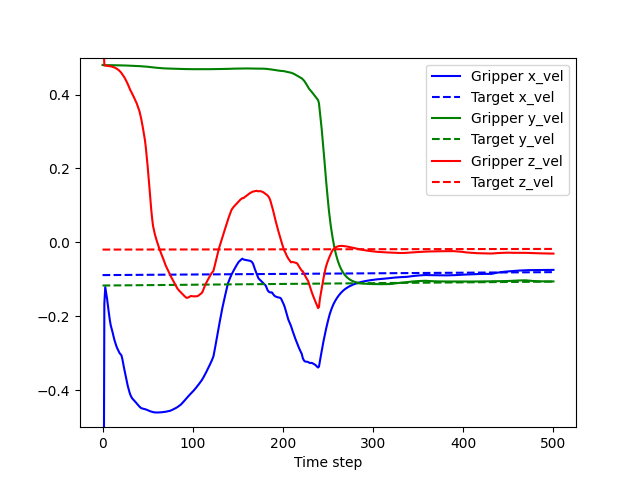 0.4
0.2
0.0
−0.2
−0.4
0
100
200
300
400
500
Time step
Gripper x_vel
Target x_vel
Gripper y_vel
Target y_vel
Gripper z_vel
Target z_vel